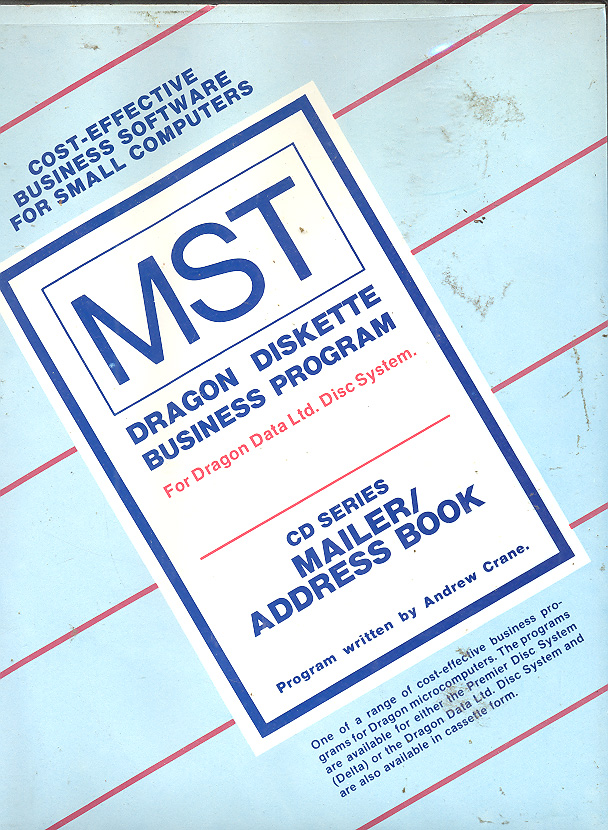 COST-EFFECTIVE
BUSINESS SOFTWARE
FOR SMALL COMPUTERS
MST
DRAGON DISKETTE
BUSINESS PROGRAM
For Dragon Data Ltd. Disc System.
CD SERIES
MAILER/
ADDRESS BOOK
Program written by Andrew Crane.
One of a range of cost-effective business pro-
grams for Dragon microcomputers. The programs
are available for either the Premier Disc System
(Delta) or the Dragon Data Ltd. Disc System and
are also available in cassette form.